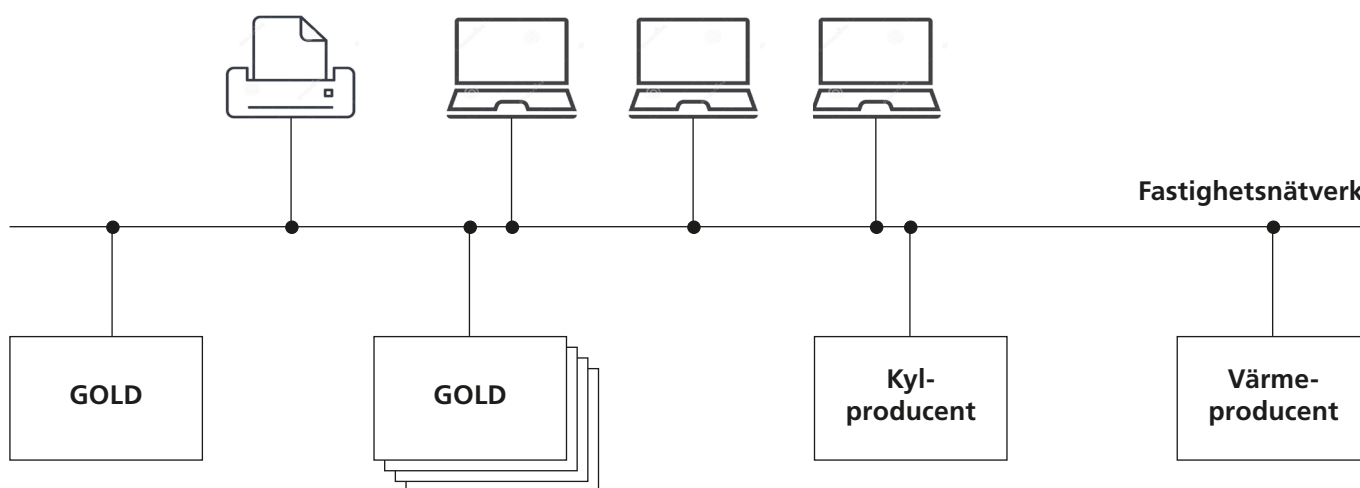 Fastighetsnätverk
GOLD
GOLD
Kyl-
producent
Värme-
producent